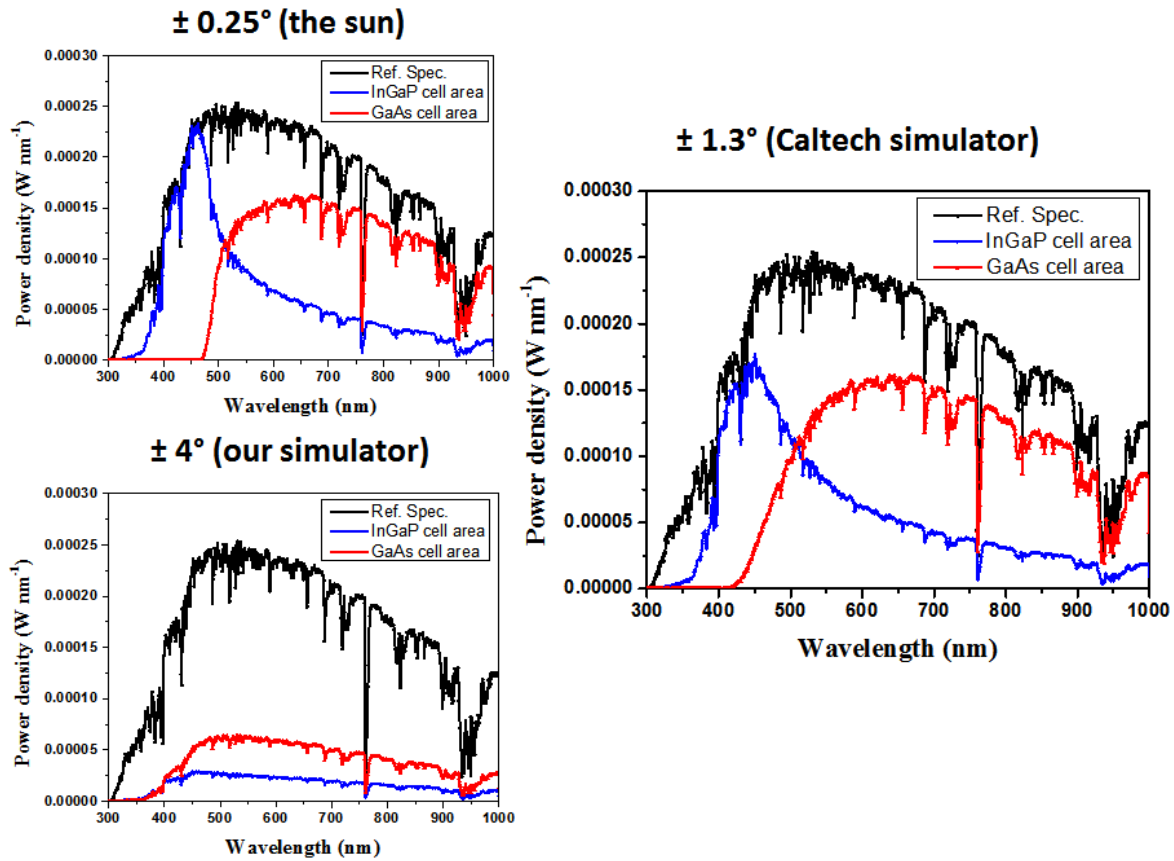 ± 0.25° (the sun)
0.00030
0.00025
0.00020
0.00015
0.00010
0.00005
0.00000
Power density (W nm⁻¹)
Ref. Spec.
InGaP cell area
GaAs cell area
300 400 500 600 700 800 900 1000
Wavelength (nm)
± 4° (our simulator)
0.00030
0.00025
0.00020
0.00015
0.00010
0.00005
0.00000
Power density (W nm⁻¹)
Ref. Spec.
InGaP cell area
GaAs cell area
300 400 500 600 700 800 900 1000
Wavelength (nm)
± 1.3° (Caltech simulator)
0.00030
0.00025
0.00020
0.00015
0.00010
0.00005
0.00000
Power density (W nm⁻¹)
Ref. Spec.
InGaP cell area
GaAs cell area
300 400 500 600 700 800 900 1000
Wavelength (nm)